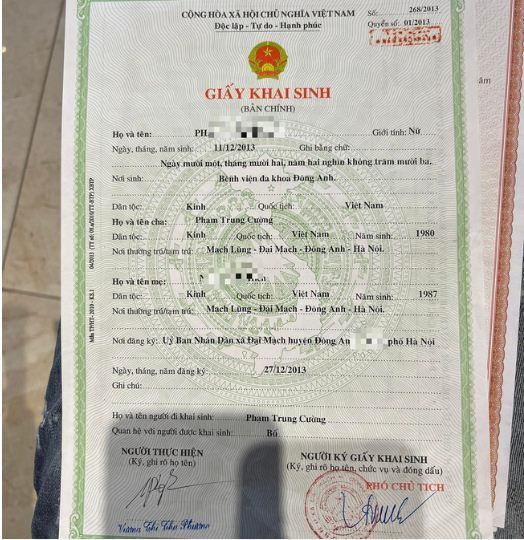 CỘNG HÒA XÃ HỘI CHỦ NGHĨA VIỆT NAM
Độc lập - Tự do - Hạnh phúc
Số: 268/2013
Quyển số: 01/2013
GIẤY KHAI SINH
(BẢN CHÍNH)
Họ và tên: PH Giới tính: Nữ
Ngày, tháng, năm sinh: 11/12/2013 Ghi bằng chữ:
Ngày mười một, tháng mười hai, năm hai nghìn không trăm mười ba.
Nơi sinh: Bệnh viện đa khoa Đông Anh.
Dân tộc: Kinh Quốc tịch: Việt Nam
Họ và tên cha: Phạm Trung Cường
Dân tộc: Kinh Quốc tịch: Việt Nam Năm sinh: 1980
Nơi thường trú/tạm trú: Mạch Lũng - Đại Mạch - Đông Anh - Hà Nội.
Họ và tên mẹ: N
Dân tộc: Kinh Quốc tịch: Việt Nam Năm sinh: 1987
Nơi thường trú/tạm trú: Mạch Lũng - Đại Mạch - Đông Anh - Hà Nội.
Nơi đăng ký: Uỷ Ban Nhân Dân xã Đại Mạch huyện Đông An phố Hà Nội
Ngày, tháng, năm đăng ký: 27/12/2013
Ghi chú:
Họ và tên người đi khai sinh: Phạm Trung Cường
Quan hệ với người được khai sinh: Bố
NGƯỜI THỰC HIỆN
(Ký, ghi rõ họ tên)
Vương Thị Thu Phương
NGƯỜI KÝ GIẤY KHAI SINH
(Ký, ghi rõ họ tên, chức vụ và đóng dấu)
PHÓ CHỦ TỊCH
âm